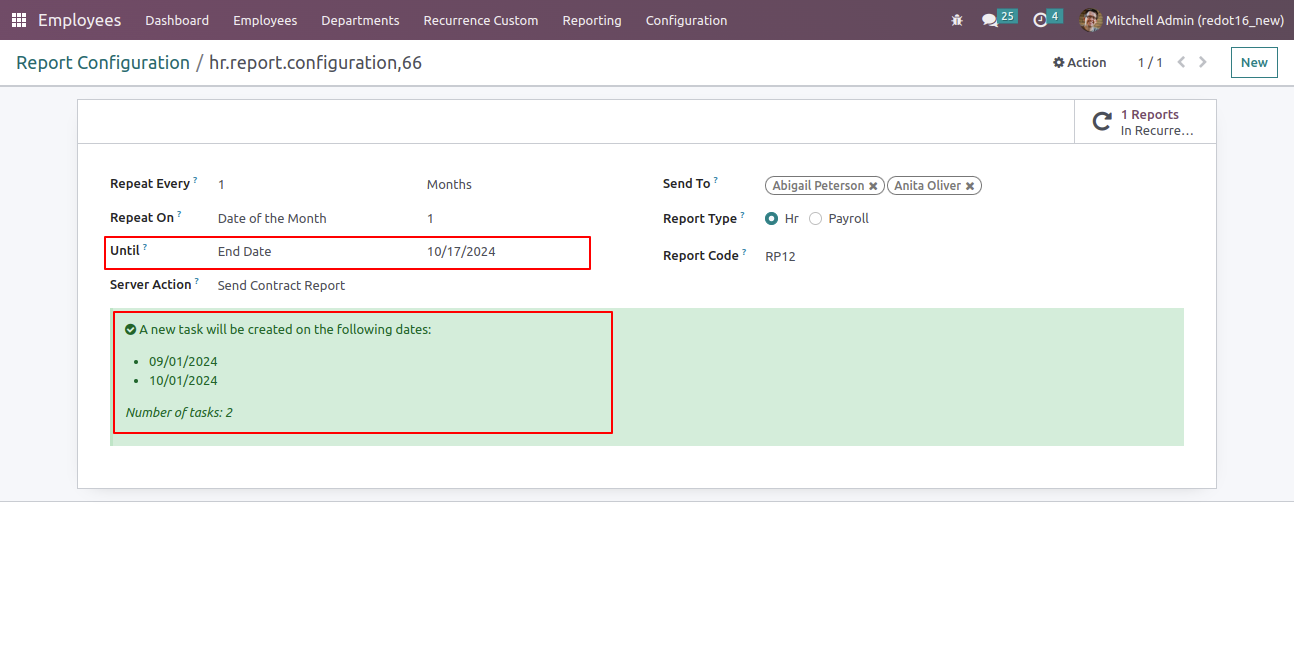 Employees Dashboard Employees Departments Recurrence Custom Reporting Configuration 25 4 Mitchell Admin (redot16_new)
Report Configuration / hr.report.configuration,66 Action 1 / 1 New
1 Reports
In Recurre...
Repeat Every ? 1 Months Send To ? Abigail Peterson ✖ Anita Oliver ✖
Repeat On ? Date of the Month 1 Report Type ? Hr Payroll
Until ? End Date 10/17/2024 Report Code ? RP12
Server Action ? Send Contract Report
A new task will be created on the following dates:
• 09/01/2024
• 10/01/2024
Number of tasks: 2